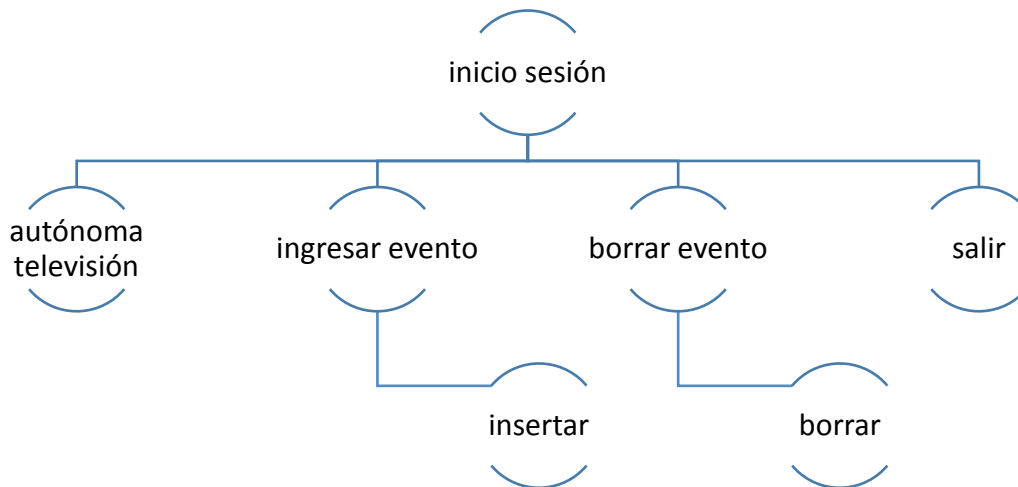 inicio sesión
autónoma
televisión
ingresar evento
borrar evento
salir
insertar
borrar